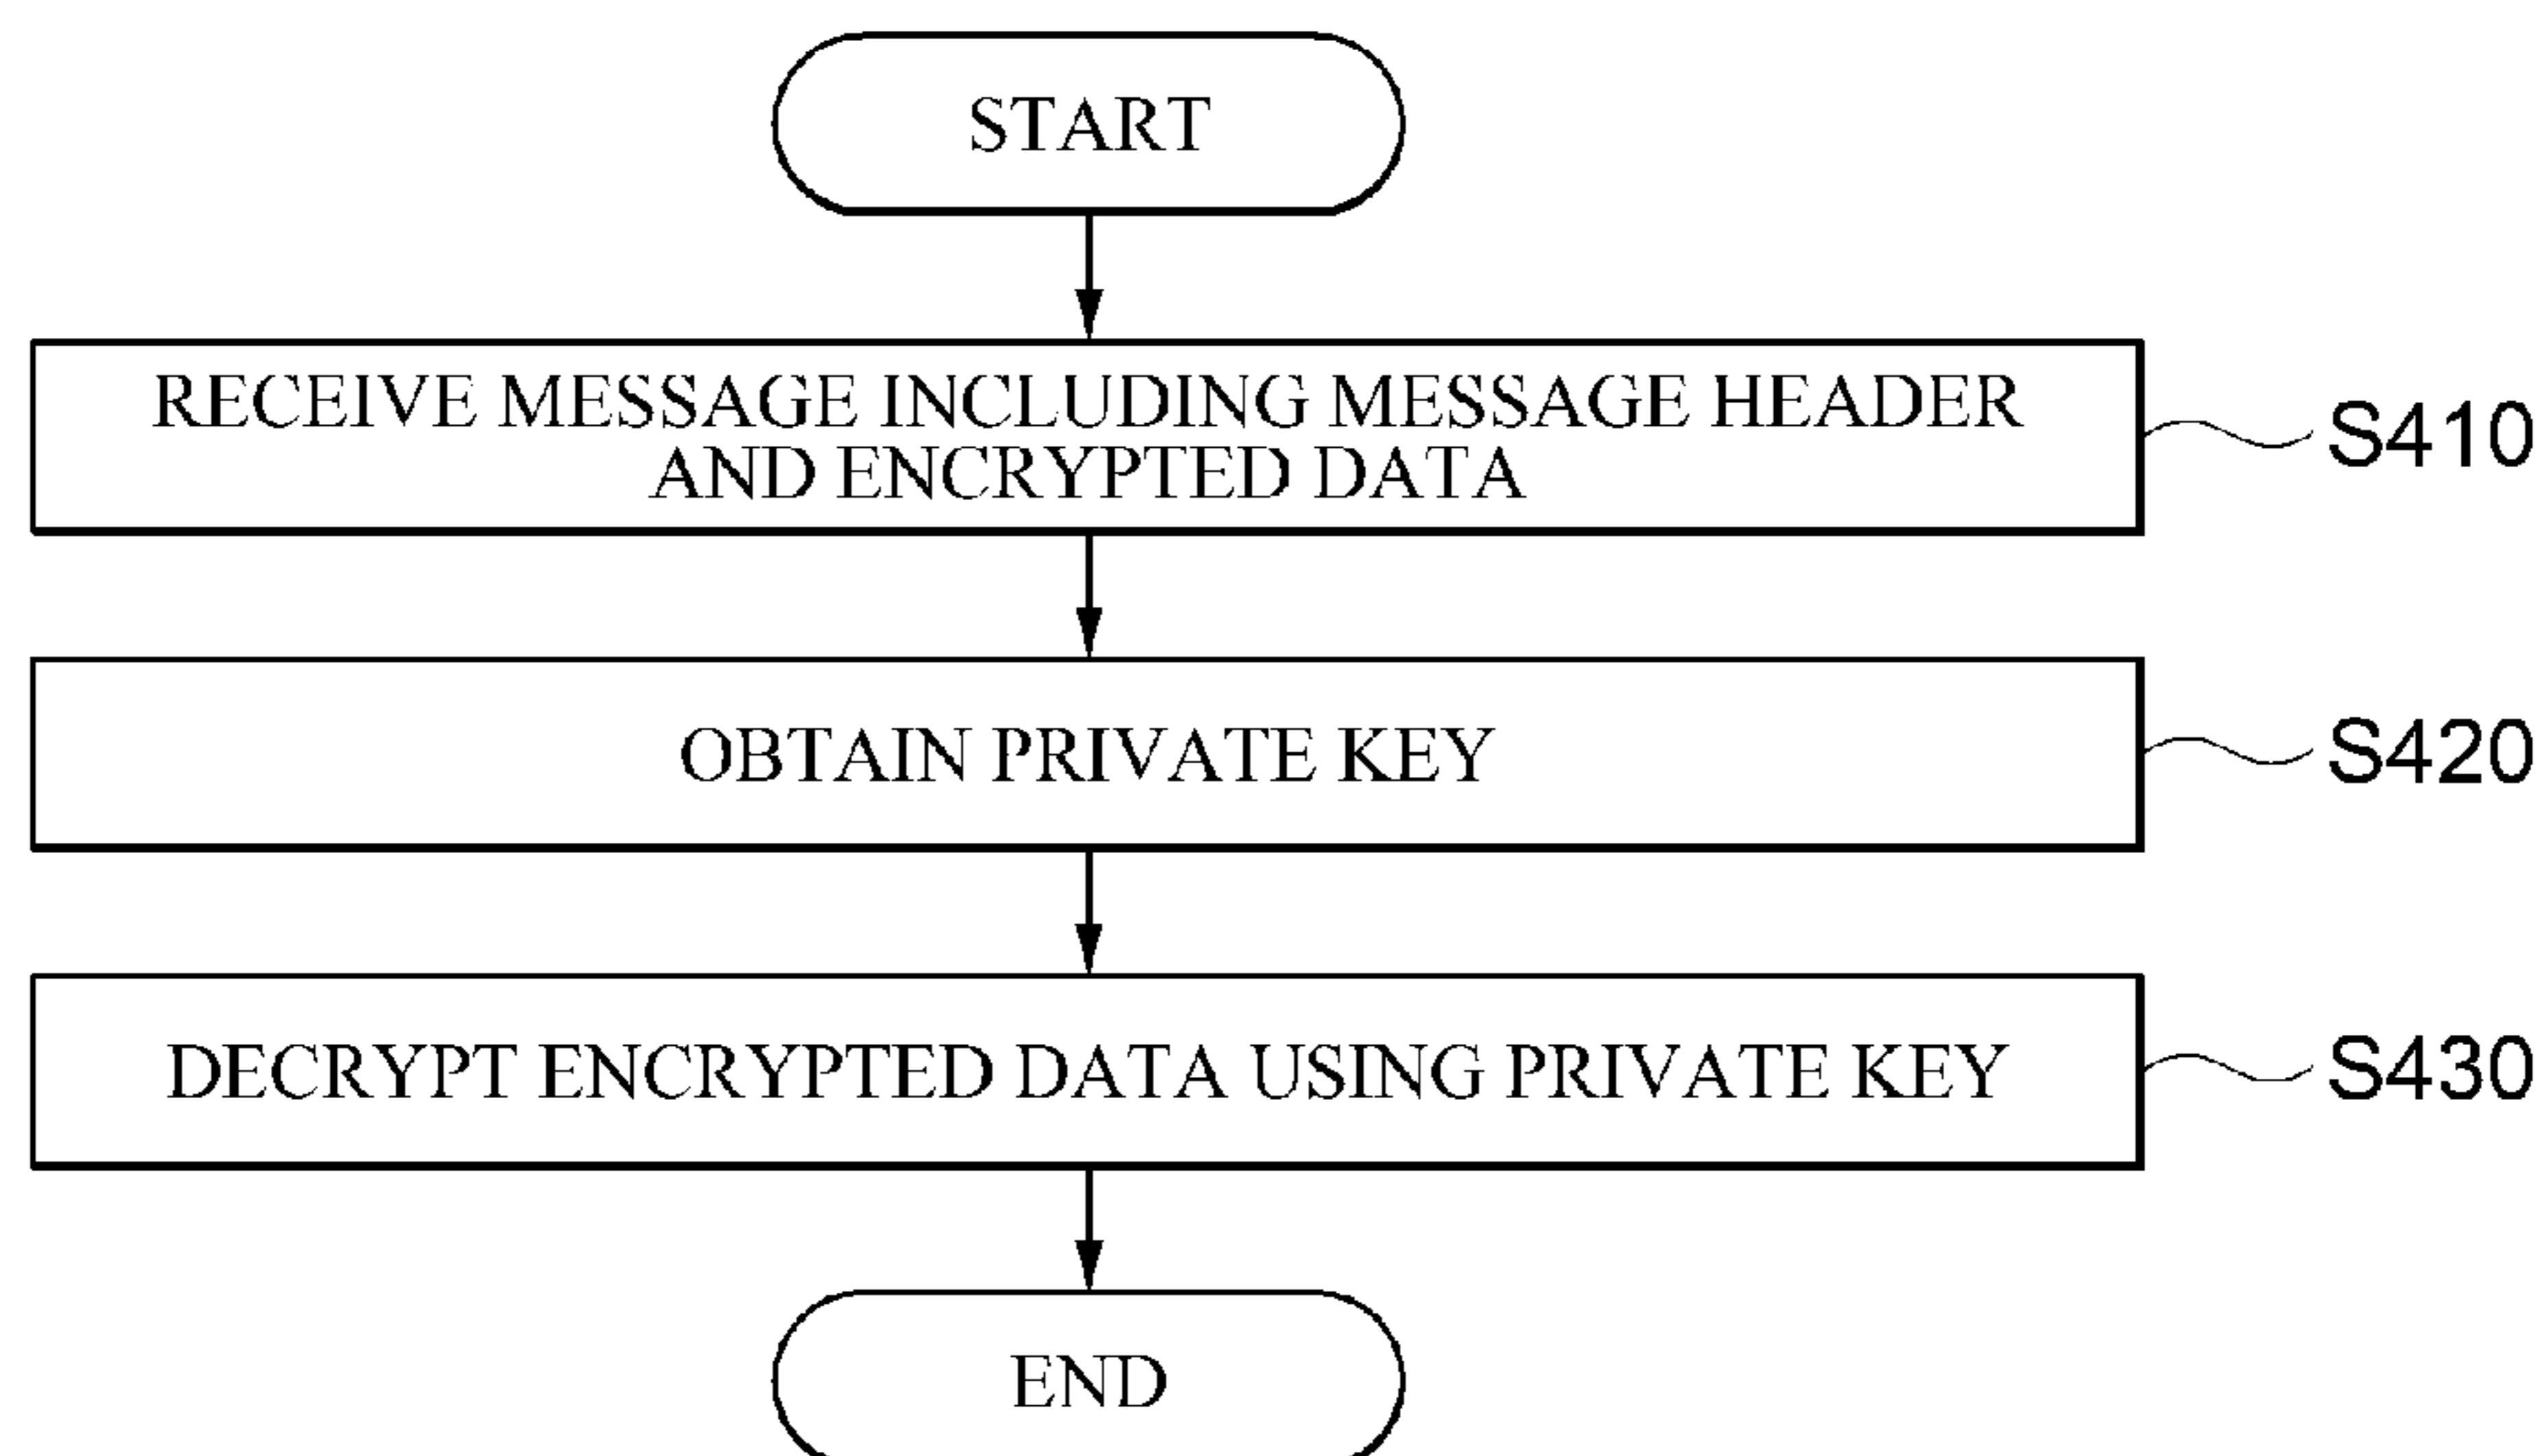 START
RECEIVE MESSAGE INCLUDING MESSAGE HEADER
AND ENCRYPTED DATA
S410
OBTAIN PRIVATE KEY
S420
DECRYPT ENCRYPTED DATA USING PRIVATE KEY
S430
END